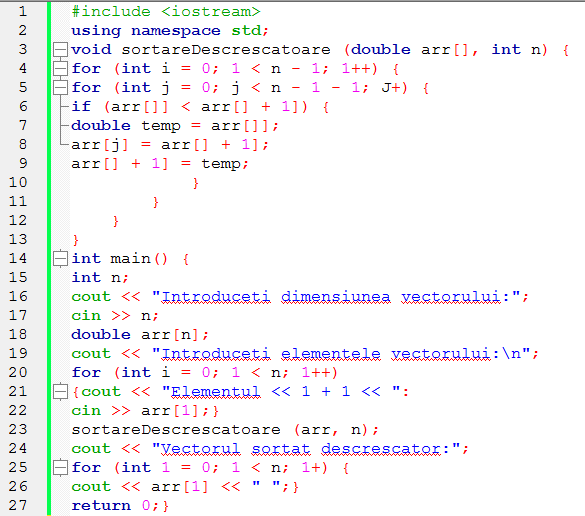 1 #include <iostream>
2 using namespace std;
3 void sortareDescrescatoare (double arr[], int n) {
4 for (int i = 0; 1 < n - 1; 1++) {
5 for (int j = 0; j < n - 1 - 1; J+) {
6 if (arr[]] < arr[] + 1]) {
7 double temp = arr[]];
8 arr[j] = arr[] + 1];
9 arr[] + 1] = temp;
10 }
11 }
12 }
13 }
14 int main() {
15 int n;
16 cout << "Introduceti dimensiunea vectorului:";
17 cin >> n;
18 double arr[n];
19 cout << "Introduceti elementele vectorului:\n";
20 for (int i = 0; 1 < n; 1++)
21 {cout << "Elementul << 1 + 1 << ":
22 cin >> arr[1];}
23 sortareDescrescatoare (arr, n);
24 cout << "Vectorul sortat descrescator:";
25 for (int 1 = 0; 1 < n; 1+) {
26 cout << arr[1] << " ";}
27 return 0;}